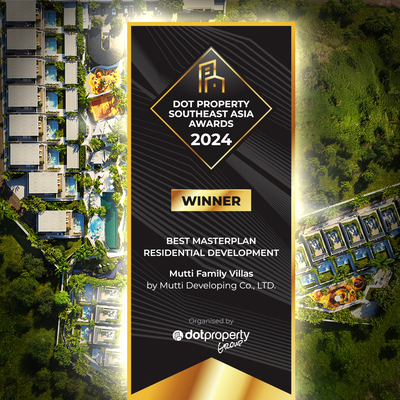 DOT PROPERTY
SOUTHEAST ASIA
AWARDS
2024
WINNER
BEST MASTERPLAN
RESIDENTIAL DEVELOPMENT
Mutti Family Villas
by Mutti Developing Co., LTD.
Organised by
dotproperty
GROUP